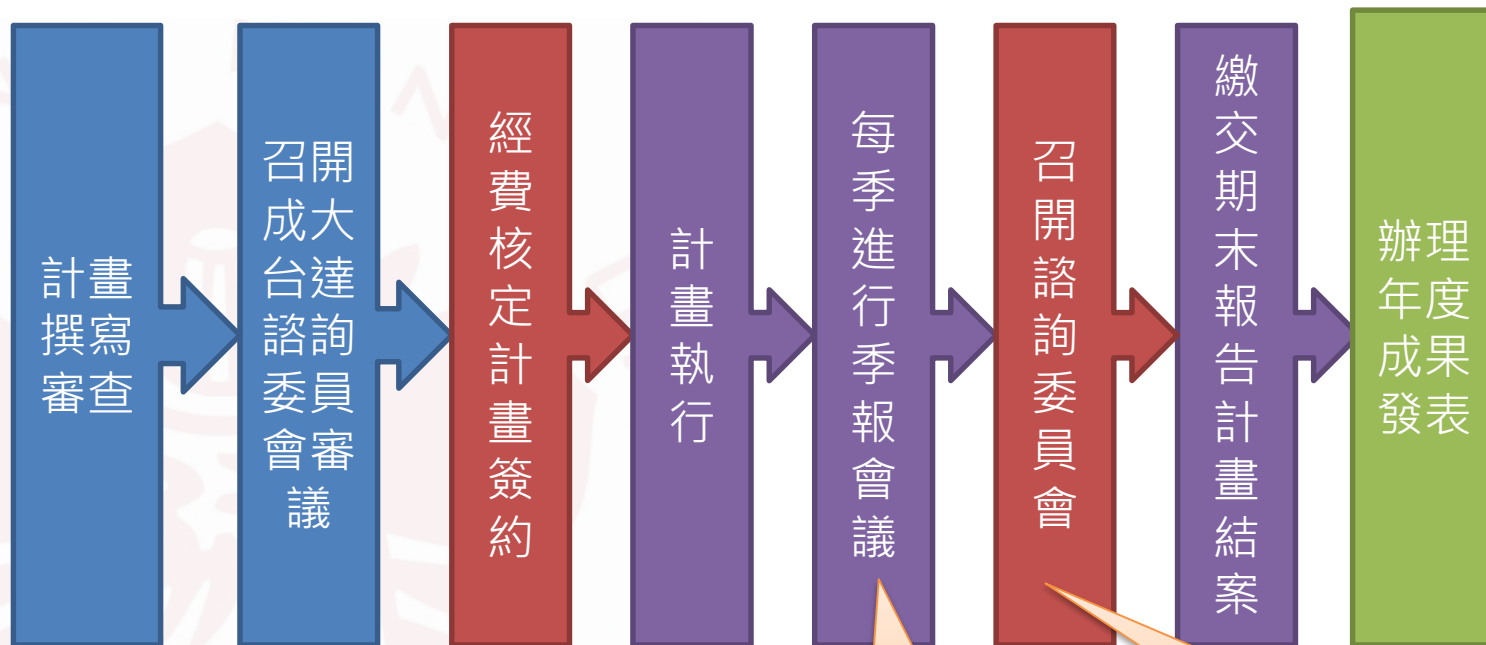 計畫
撰寫
審查
召開
成大
台達
諮詢
委員
會審
議
經費核定計畫簽約
計畫執行
每季進行季報會議
召開諮詢委員會
繳交期末報告計畫結案
辦理
年度
成果
發表